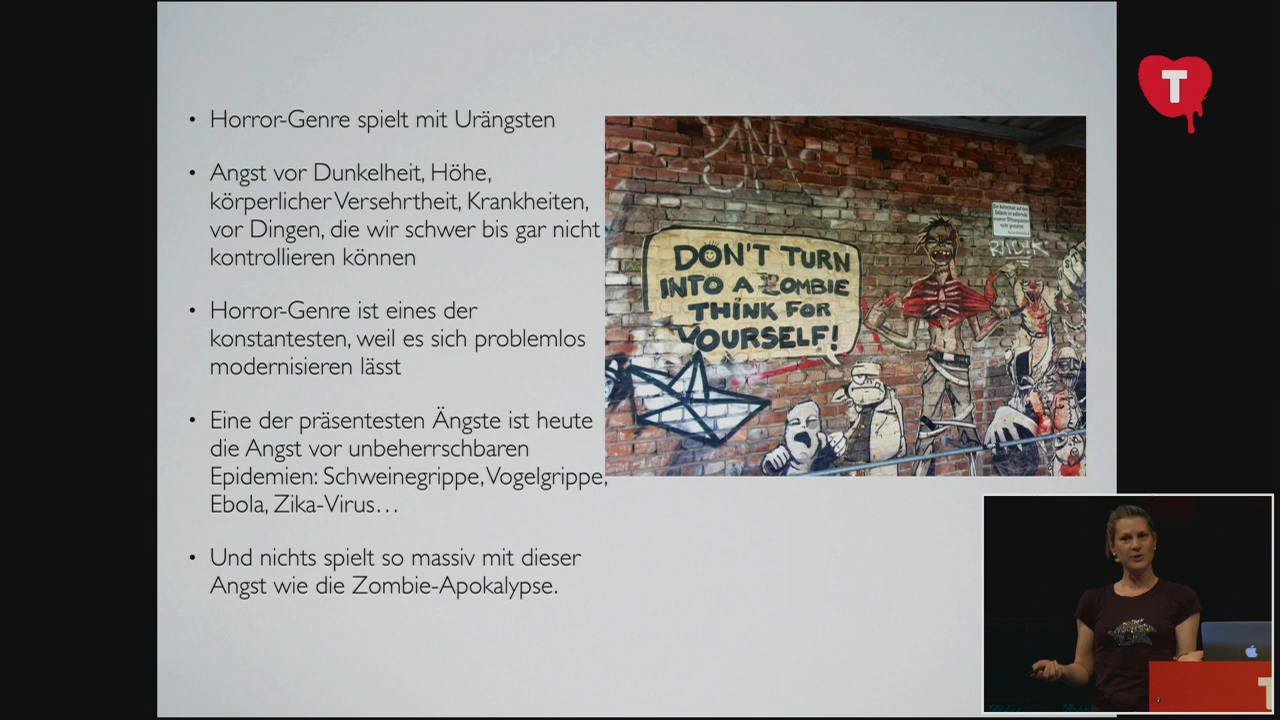 • Horror-Genre spielt mit Urängsten
• Angst vor Dunkelheit, Höhe,
körperlicher Versehrtheit, Krankheiten,
vor Dingen, die wir schwer bis gar nicht
kontrollieren können
• Horror-Genre ist eines der
konstantesten, weil es sich problemlos
modernisieren lässt
• Eine der präsentesten Ängste ist heute
die Angst vor unbeherrschbaren
Epidemien: Schweinegrippe, Vogelgrippe,
Ebola, Zika-Virus…
• Und nichts spielt so massiv mit dieser
Angst wie die Zombie-Apokalypse.
DON'T TURN
INTO A ZOMBIE
THINK FOR
YOURSELF!
T
T